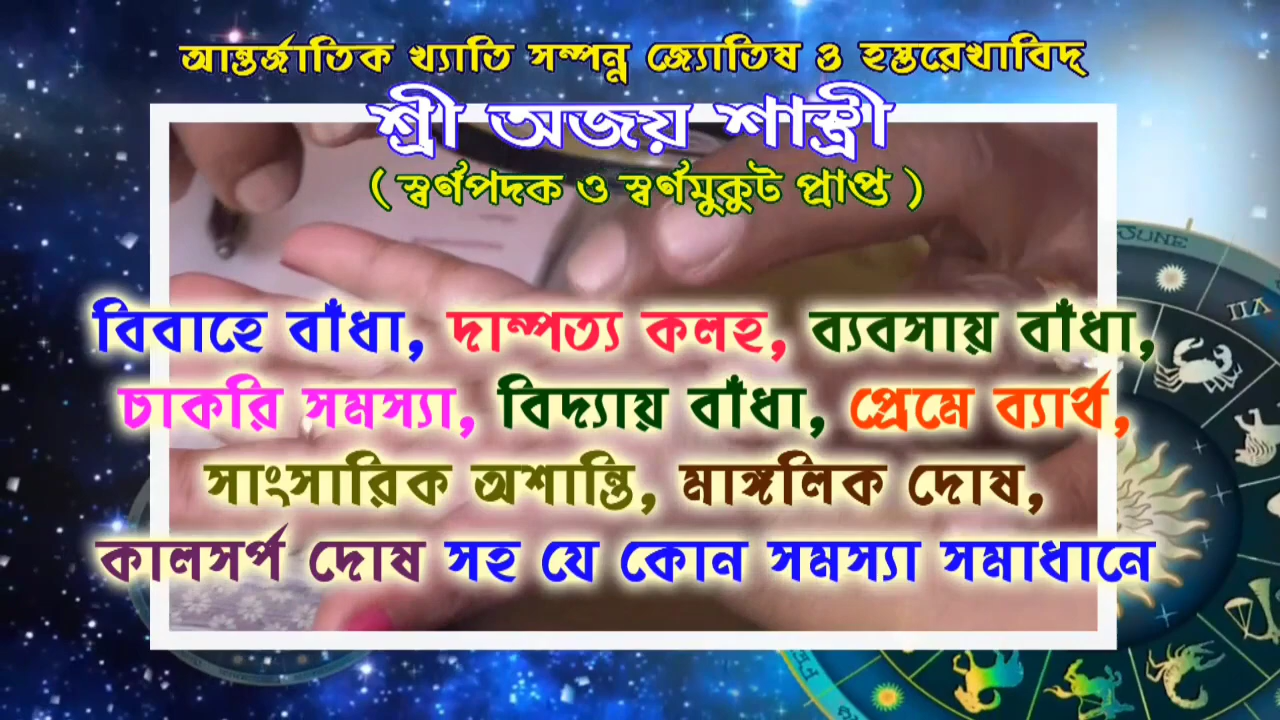 আন্তর্জাতিক খ্যাতি সম্পন্ন জ্যোতিষ ও হস্তরেখাবিদ্
শ্রী অজয় শাস্ত্রী
( স্বর্ণপদক ও স্বর্ণমুকুট প্রাপ্ত )
বিবাহে বাঁধা, দাম্পত্য কলহ, ব্যবসায় বাঁধা,
চাকরি সমস্যা, বিদ্যায় বাঁধা, প্রেমে ব্যার্থ,
সাংসারিক অশান্তি, মাঙ্গলিক দোষ,
কালসর্প দোষ সহ যে কোন সমস্যা সমাধানে